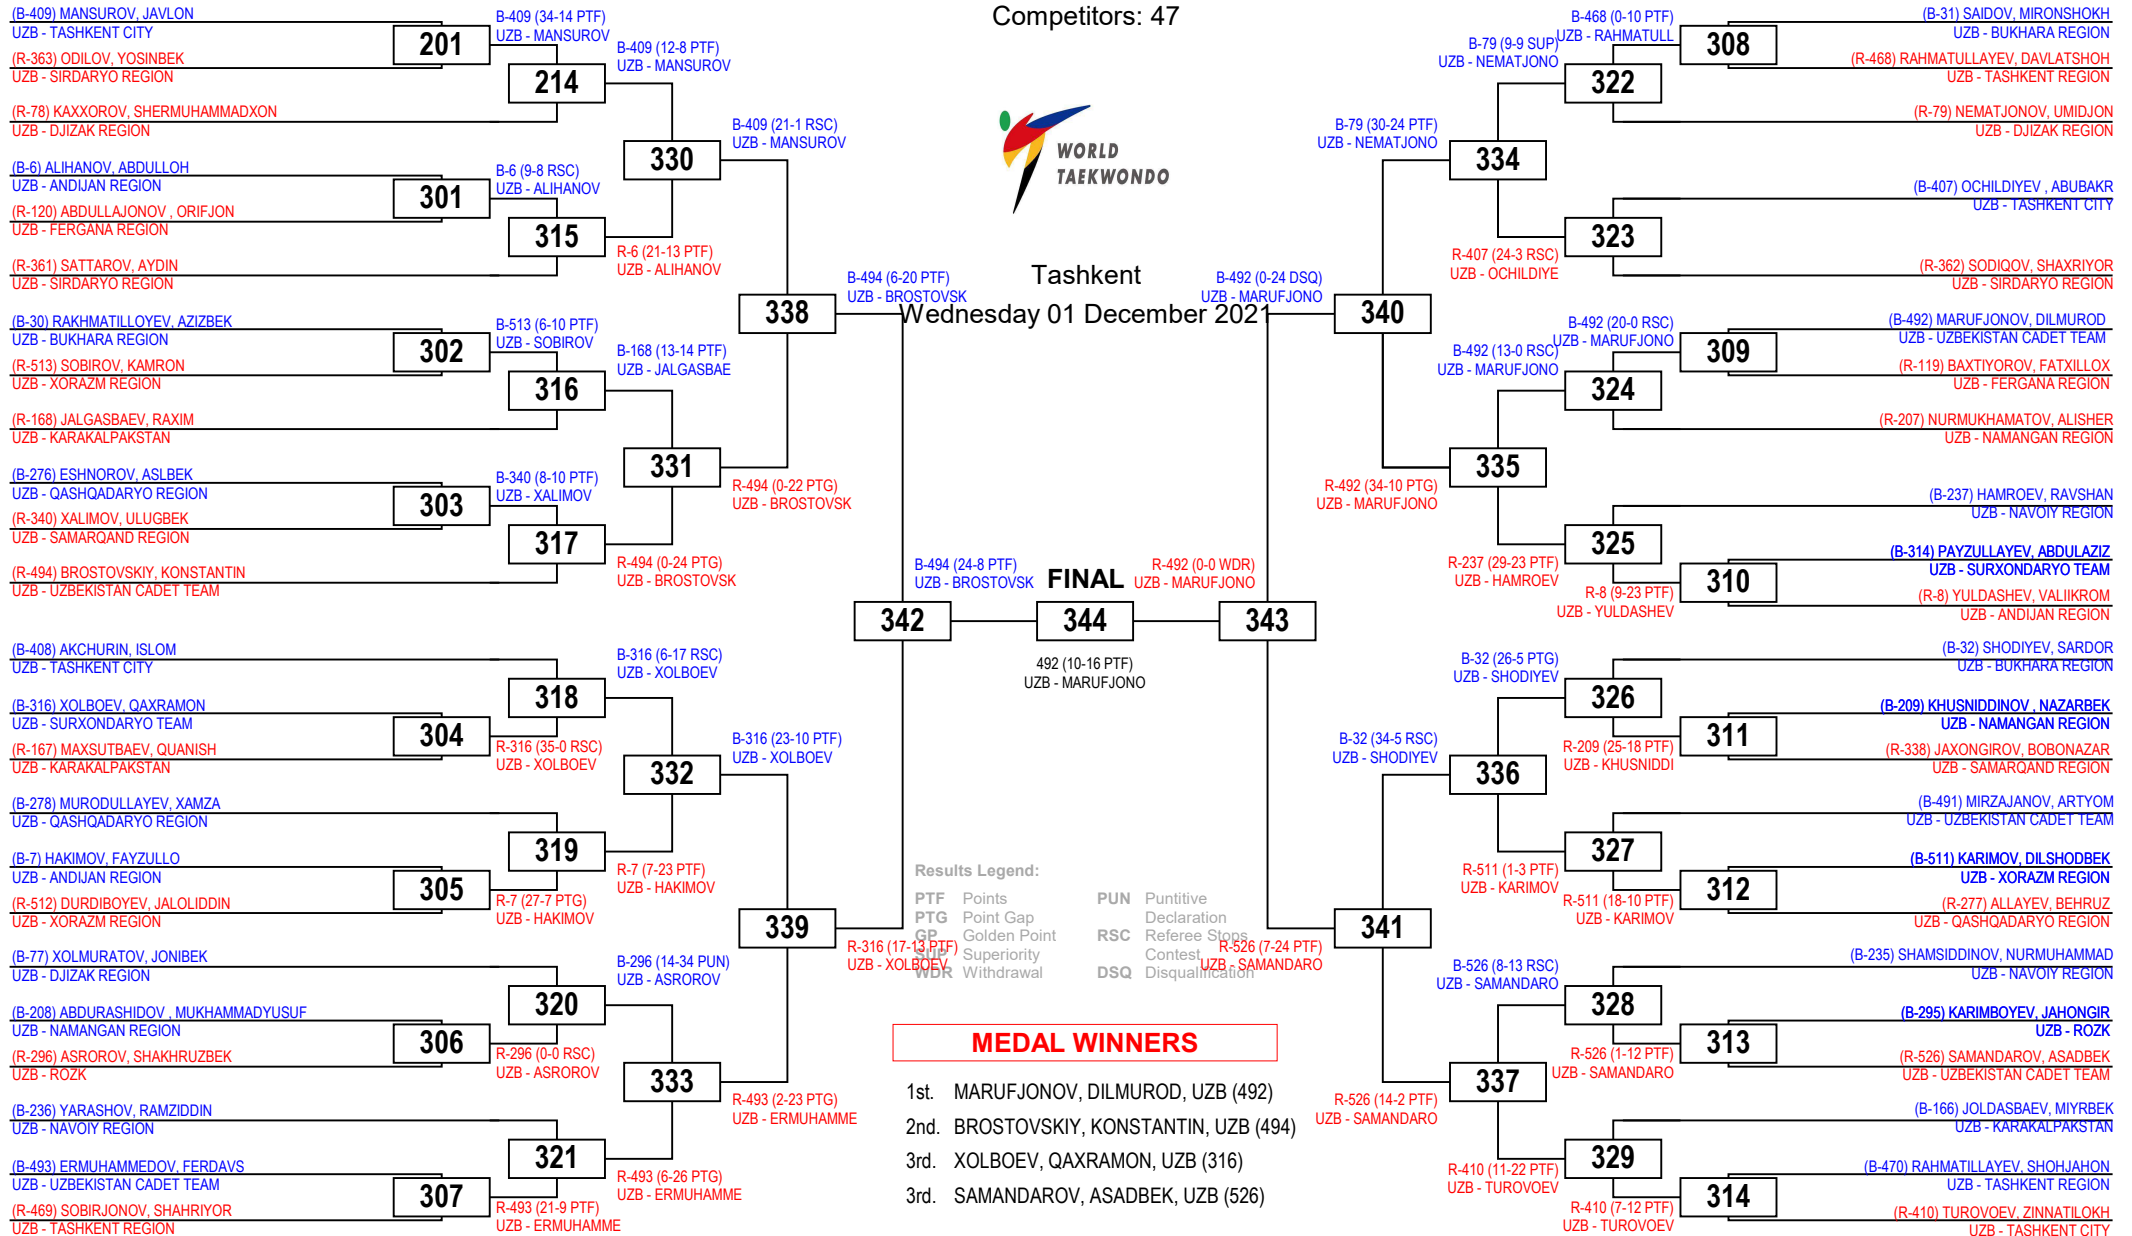 Competitors: 47
WORLD
TAEKWONDO
Tashkent
Wednesday 01 December 2021
(B-409) MANSUROV, JAVLON
UZB - TASHKENT CITY
(R-363) ODILOV, YOSINBEK
UZB - SIRDARYO REGION
(R-78) KAXXOROV, SHERMUHAMMADXON
UZB - DJIZAK REGION
(B-6) ALIHANOV, ABDULLOH
UZB - ANDIJAN REGION
(R-120) ABDULLAJONOV , ORIFJON
UZB - FERGANA REGION
(R-361) SATTAROV, AYDIN
UZB - SIRDARYO REGION
(B-30) RAKHMATILLOYEV, AZIZBEK
UZB - BUKHARA REGION
(R-513) SOBIROV, KAMRON
UZB - XORAZM REGION
(R-168) JALGASBAEV, RAXIM
UZB - KARAKALPAKSTAN
(B-276) ESHNOROV, ASLBEK
UZB - QASHQADARYO REGION
(R-340) XALIMOV, ULUGBEK
UZB - SAMARQAND REGION
(R-494) BROSTOVSKIY, KONSTANTIN
UZB - UZBEKISTAN CADET TEAM
(B-408) AKCHURIN, ISLOM
UZB - TASHKENT CITY
(B-316) XOLBOEV, QAXRAMON
UZB - SURXONDARYO TEAM
(R-167) MAXSUTBAEV, QUANISH
UZB - KARAKALPAKSTAN
(B-278) MURODULLAYEV, XAMZA
UZB - QASHQADARYO REGION
(B-7) HAKIMOV, FAYZULLO
UZB - ANDIJAN REGION
(R-512) DURDIBOYEV, JALOLIDDIN
UZB - XORAZM REGION
(B-77) XOLMURATOV, JONIBEK
UZB - DJIZAK REGION
(B-208) ABDURASHIDOV , MUKHAMMADYUSUF
UZB - NAMANGAN REGION
(R-296) ASROROV, SHAKHRUZBEK
UZB - ROZK
(B-236) YARASHOV, RAMZIDDIN
UZB - NAVOIY REGION
(B-493) ERMUHAMMEDOV, FERDAVS
UZB - UZBEKISTAN CADET TEAM
(R-469) SOBIRJONOV, SHAHRIYOR
UZB - TASHKENT REGION
201
301
302
303
304
305
306
307
B-409 (34-14 PTF)
UZB - MANSUROV
B-6 (9-8 RSC)
UZB - ALIHANOV
B-513 (6-10 PTF)
UZB - SOBIROV
B-340 (8-10 PTF)
UZB - XALIMOV
R-316 (35-0 RSC)
UZB - XOLBOEV
R-7 (27-7 PTG)
UZB - HAKIMOV
R-296 (0-0 RSC)
UZB - ASROROV
R-493 (21-9 PTF)
UZB - ERMUHAMME
214
315
316
317
318
319
320
321
B-409 (12-8 PTF)
UZB - MANSUROV
R-6 (21-13 PTF)
UZB - ALIHANOV
B-168 (13-14 PTF)
UZB - JALGASBAE
R-494 (0-24 PTG)
UZB - BROSTOVSK
B-316 (6-17 RSC)
UZB - XOLBOEV
R-7 (7-23 PTF)
UZB - HAKIMOV
B-296 (14-34 PUN)
UZB - ASROROV
R-493 (6-26 PTG)
UZB - ERMUHAMME
330
331
332
333
B-409 (21-1 RSC)
UZB - MANSUROV
R-494 (0-22 PTG)
UZB - BROSTOVSK
B-316 (23-10 PTF)
UZB - XOLBOEV
R-493 (2-23 PTG)
UZB - ERMUHAMME
338
339
B-494 (6-20 PTF)
UZB - BROSTOVSK
R-316 (17-13 PTF)
UZB - XOLBOEV
342
B-494 (24-8 PTF)
UZB - BROSTOVSK
FINAL
344
492 (10-16 PTF)
UZB - MARUFJONO
R-492 (0-0 WDR)
UZB - MARUFJONO
343
B-492 (0-24 DSQ)
UZB - MARUFJONO
R-526 (7-24 PTF)
UZB - SAMANDARO
340
341
B-79 (30-24 PTF)
UZB - NEMATJONO
R-492 (34-10 PTG)
UZB - MARUFJONO
B-32 (34-5 RSC)
UZB - SHODIYEV
R-526 (14-2 PTF)
UZB - SAMANDARO
334
335
336
337
B-79 (9-9 SUP)
UZB - NEMATJONO
R-407 (24-3 RSC)
UZB - OCHILDIYE
B-492 (13-0 RSC)
UZB - MARUFJONO
R-237 (29-23 PTF)
UZB - HAMROEV
B-32 (26-5 PTG)
UZB - SHODIYEV
R-511 (1-3 PTF)
UZB - KARIMOV
B-526 (8-13 RSC)
UZB - SAMANDARO
R-410 (11-22 PTF)
UZB - TUROVOEV
322
323
324
325
326
327
328
329
B-468 (0-10 PTF)
UZB - RAHMATULL
B-492 (20-0 RSC)
UZB - MARUFJONO
R-8 (9-23 PTF)
UZB - YULDASHEV
R-209 (25-18 PTF)
UZB - KHUSNIDDI
R-511 (18-10 PTF)
UZB - KARIMOV
R-526 (1-12 PTF)
UZB - SAMANDARO
R-410 (7-12 PTF)
UZB - TUROVOEV
308
309
310
311
312
313
314
(B-31) SAIDOV, MIRONSHOKH
UZB - BUKHARA REGION
(R-468) RAHMATULLAYEV, DAVLATSHOH
UZB - TASHKENT REGION
(R-79) NEMATJONOV, UMIDJON
UZB - DJIZAK REGION
(B-407) OCHILDIYEV , ABUBAKR
UZB - TASHKENT CITY
(R-362) SODIQOV, SHAXRIYOR
UZB - SIRDARYO REGION
(B-492) MARUFJONOV, DILMUROD
UZB - UZBEKISTAN CADET TEAM
(R-119) BAXTIYOROV, FATXILLOX
UZB - FERGANA REGION
(R-207) NURMUKHAMATOV, ALISHER
UZB - NAMANGAN REGION
(B-237) HAMROEV, RAVSHAN
UZB - NAVOIY REGION
(B-314) PAYZULLAYEV, ABDULAZIZ
UZB - SURXONDARYO TEAM
(R-8) YULDASHEV, VALIIKROM
UZB - ANDIJAN REGION
(B-32) SHODIYEV, SARDOR
UZB - BUKHARA REGION
(B-209) KHUSNIDDINOV , NAZARBEK
UZB - NAMANGAN REGION
(R-338) JAXONGIROV, BOBONAZAR
UZB - SAMARQAND REGION
(B-491) MIRZAJANOV, ARTYOM
UZB - UZBEKISTAN CADET TEAM
(B-511) KARIMOV, DILSHODBEK
UZB - XORAZM REGION
(R-277) ALLAYEV, BEHRUZ
UZB - QASHQADARYO REGION
(B-235) SHAMSIDDINOV, NURMUHAMMAD
UZB - NAVOIY REGION
(B-295) KARIMBOYEV, JAHONGIR
UZB - ROZK
(R-526) SAMANDAROV, ASADBEK
UZB - UZBEKISTAN CADET TEAM
(B-166) JOLDASBAEV, MIYRBEK
UZB - KARAKALPAKSTAN
(B-470) RAHMATILLAYEV, SHOHJAHON
UZB - TASHKENT REGION
(R-410) TUROVOEV, ZINNATILOKH
UZB - TASHKENT CITY
Results Legend:
PTF Points
PTG Point Gap
GP Golden Point
SUP Superiority
WDR Withdrawal
PUN Puntitive
Declaration
RSC Referee Stops
Contest
DSQ Disqualification
MEDAL WINNERS
1st. MARUFJONOV, DILMUROD, UZB (492)
2nd. BROSTOVSKIY, KONSTANTIN, UZB (494)
3rd. XOLBOEV, QAXRAMON, UZB (316)
3rd. SAMANDAROV, ASADBEK, UZB (526)